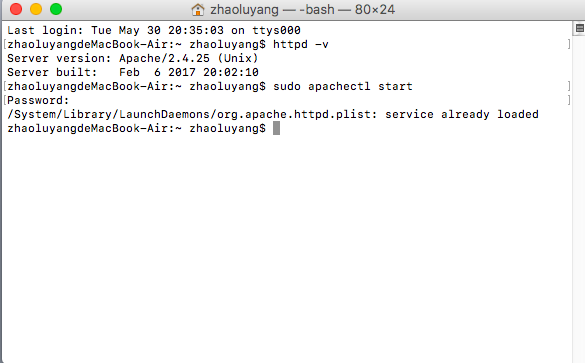 zhaoluyang — -bash — 80×24
Last login: Tue May 30 20:35:03 on ttys000
[zhaoluyangdeMacBook-Air:~ zhaoluyang$ httpd -v ]
Server version: Apache/2.4.25 (Unix)
Server built:   Feb  6 2017 20:02:10
[zhaoluyangdeMacBook-Air:~ zhaoluyang$ sudo apachectl start ]
[Password: ]
/System/Library/LaunchDaemons/org.apache.httpd.plist: service already loaded
zhaoluyangdeMacBook-Air:~ zhaoluyang$